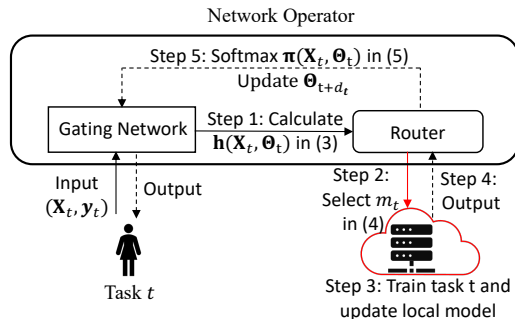 Network Operator
Step 5: Softmax 𝛑(𝐗ₜ, 𝚯ₜ) in (5)
Update 𝚯ₜ₊dₜ
Gating Network
Step 1: Calculate
𝐡(𝐗ₜ, 𝚯ₜ) in (3)
Router
Input
(𝐗ₜ, 𝒚ₜ)
Output
Step 2:
Select 𝑚ₜ
in (4)
Step 4:
Output
Task 𝑡
Step 3: Train task t and
update local model